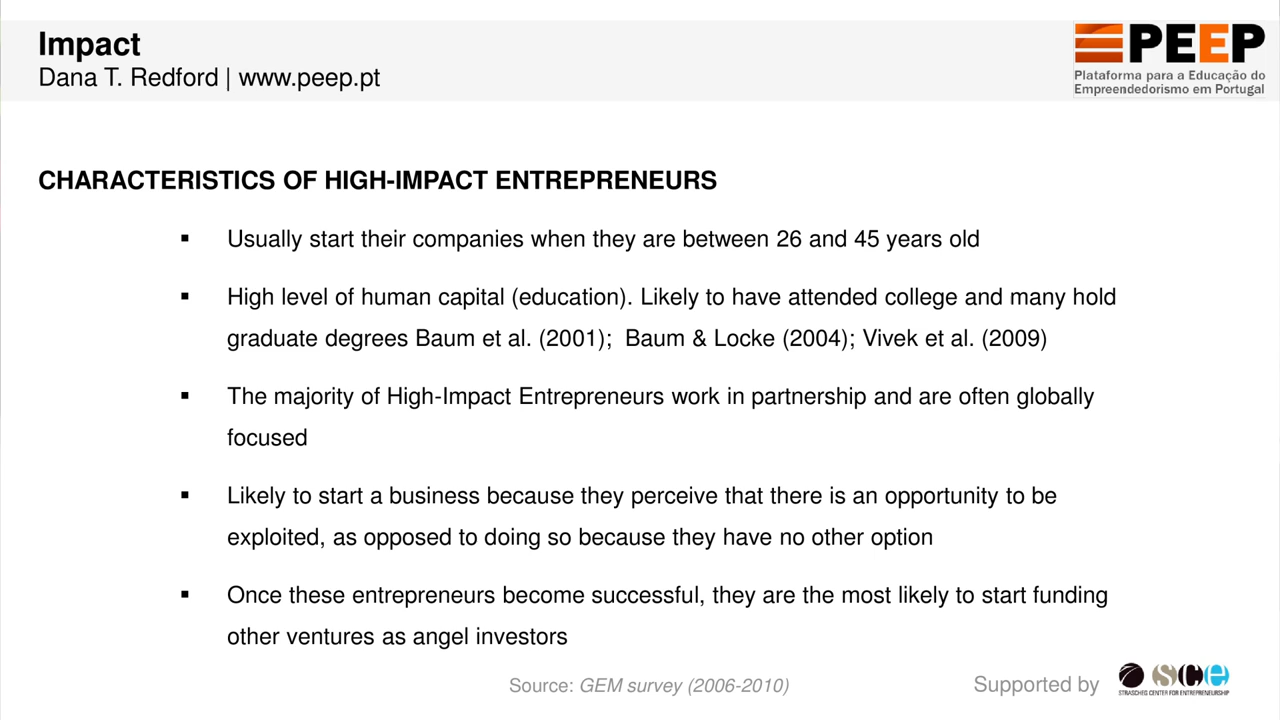 Impact
Dana T. Redford | www.peep.pt
PEEP
Plataforma para a Educação do
Empreendedorismo em Portugal
CHARACTERISTICS OF HIGH-IMPACT ENTREPRENEURS
▪ Usually start their companies when they are between 26 and 45 years old
▪ High level of human capital (education). Likely to have attended college and many hold
graduate degrees Baum et al. (2001); Baum & Locke (2004); Vivek et al. (2009)
▪ The majority of High-Impact Entrepreneurs work in partnership and are often globally
focused
▪ Likely to start a business because they perceive that there is an opportunity to be
exploited, as opposed to doing so because they have no other option
▪ Once these entrepreneurs become successful, they are the most likely to start funding
other ventures as angel investors
Source: GEM survey (2006-2010)
Supported by
sce
STRASCHEG CENTER FOR ENTREPRENEURSHIP